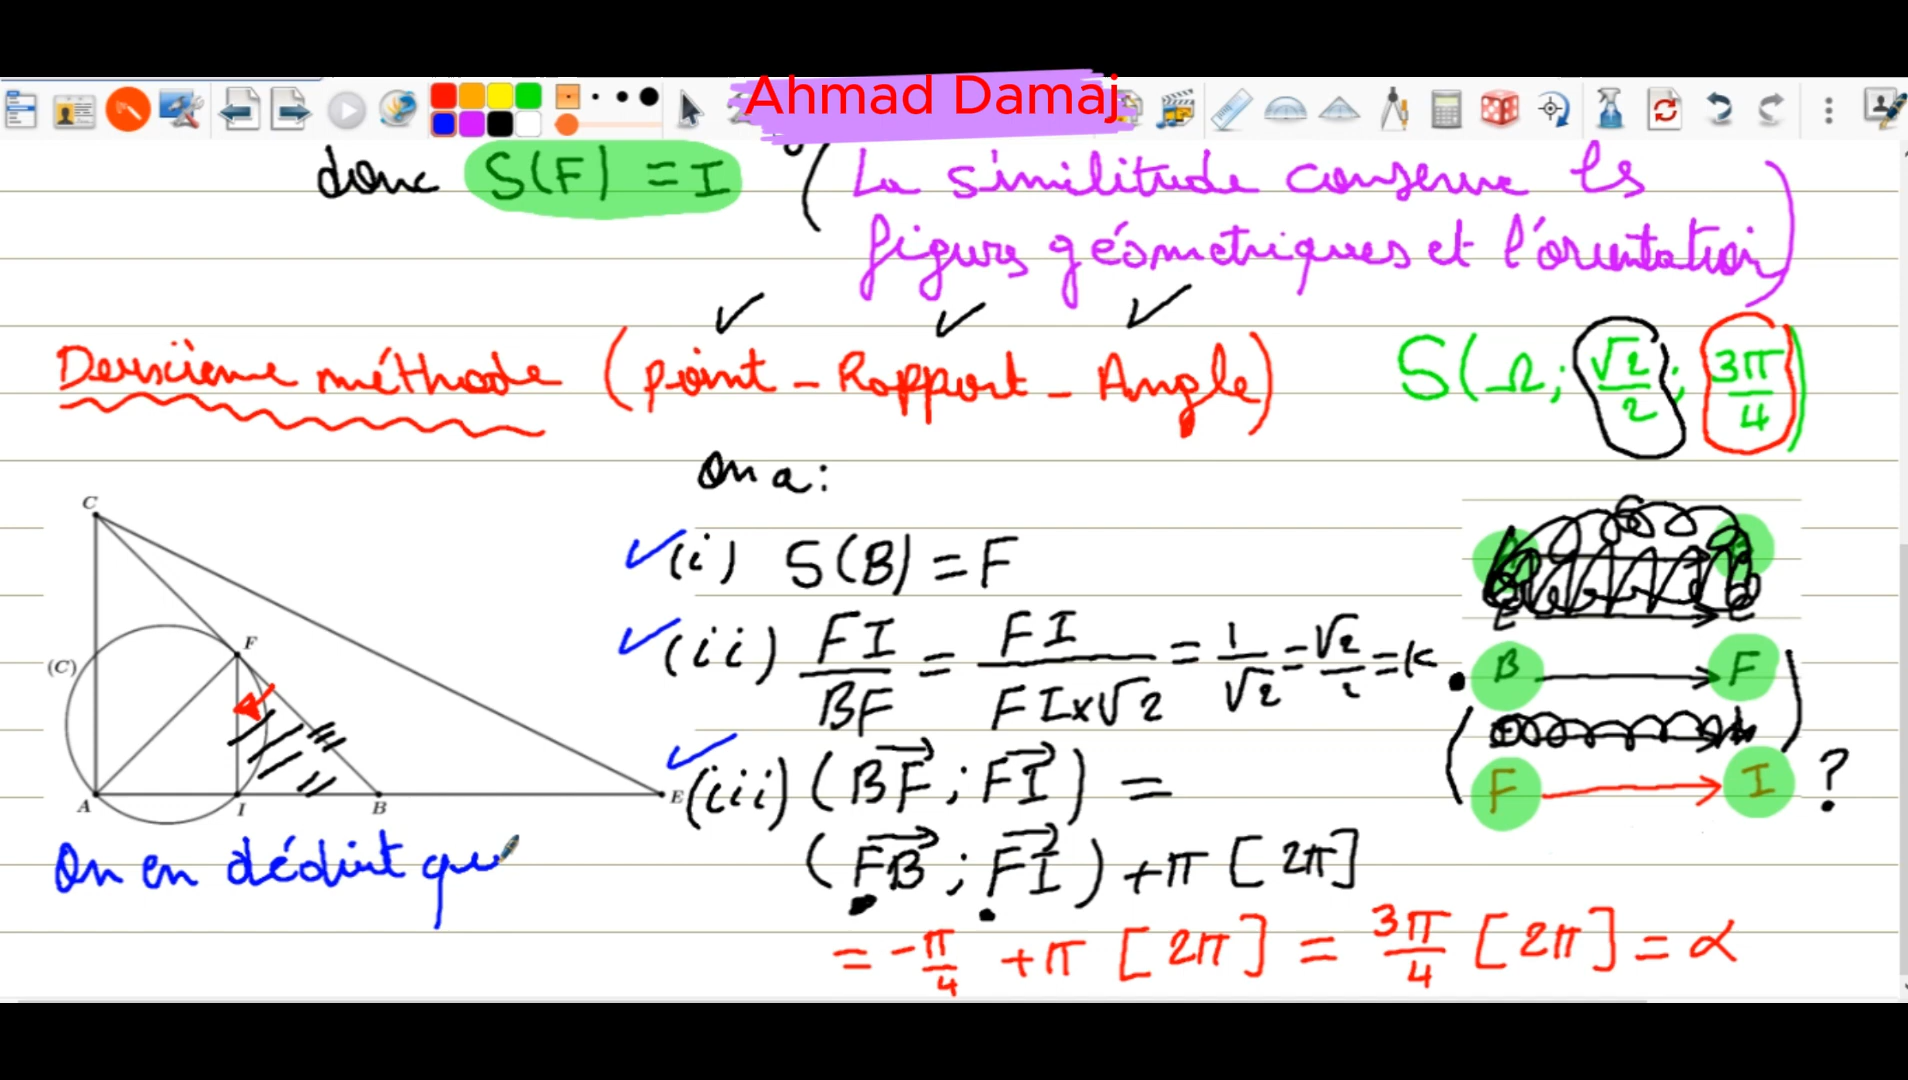 Ahmad Damaj
donc S(F) = I
(La similitude conserve les
figures géometriques et l'orientation)
Deuxième méthode (point - Rapport - Angle)
S(Ω; √2/2; 3π/4)
On a:
(i) S(B) = F
(ii) FI/BF = FI/FI×√2 = 1/√2 = √2/2 = k.
(iii) (BF; FI) =
(FB; FI) + π [2π]
= -π/4 + π [2π] = 3π/4 [2π] = α
C
F
(C)
A
I
B
E
E E
B → F
F → I ?
On en déduit que